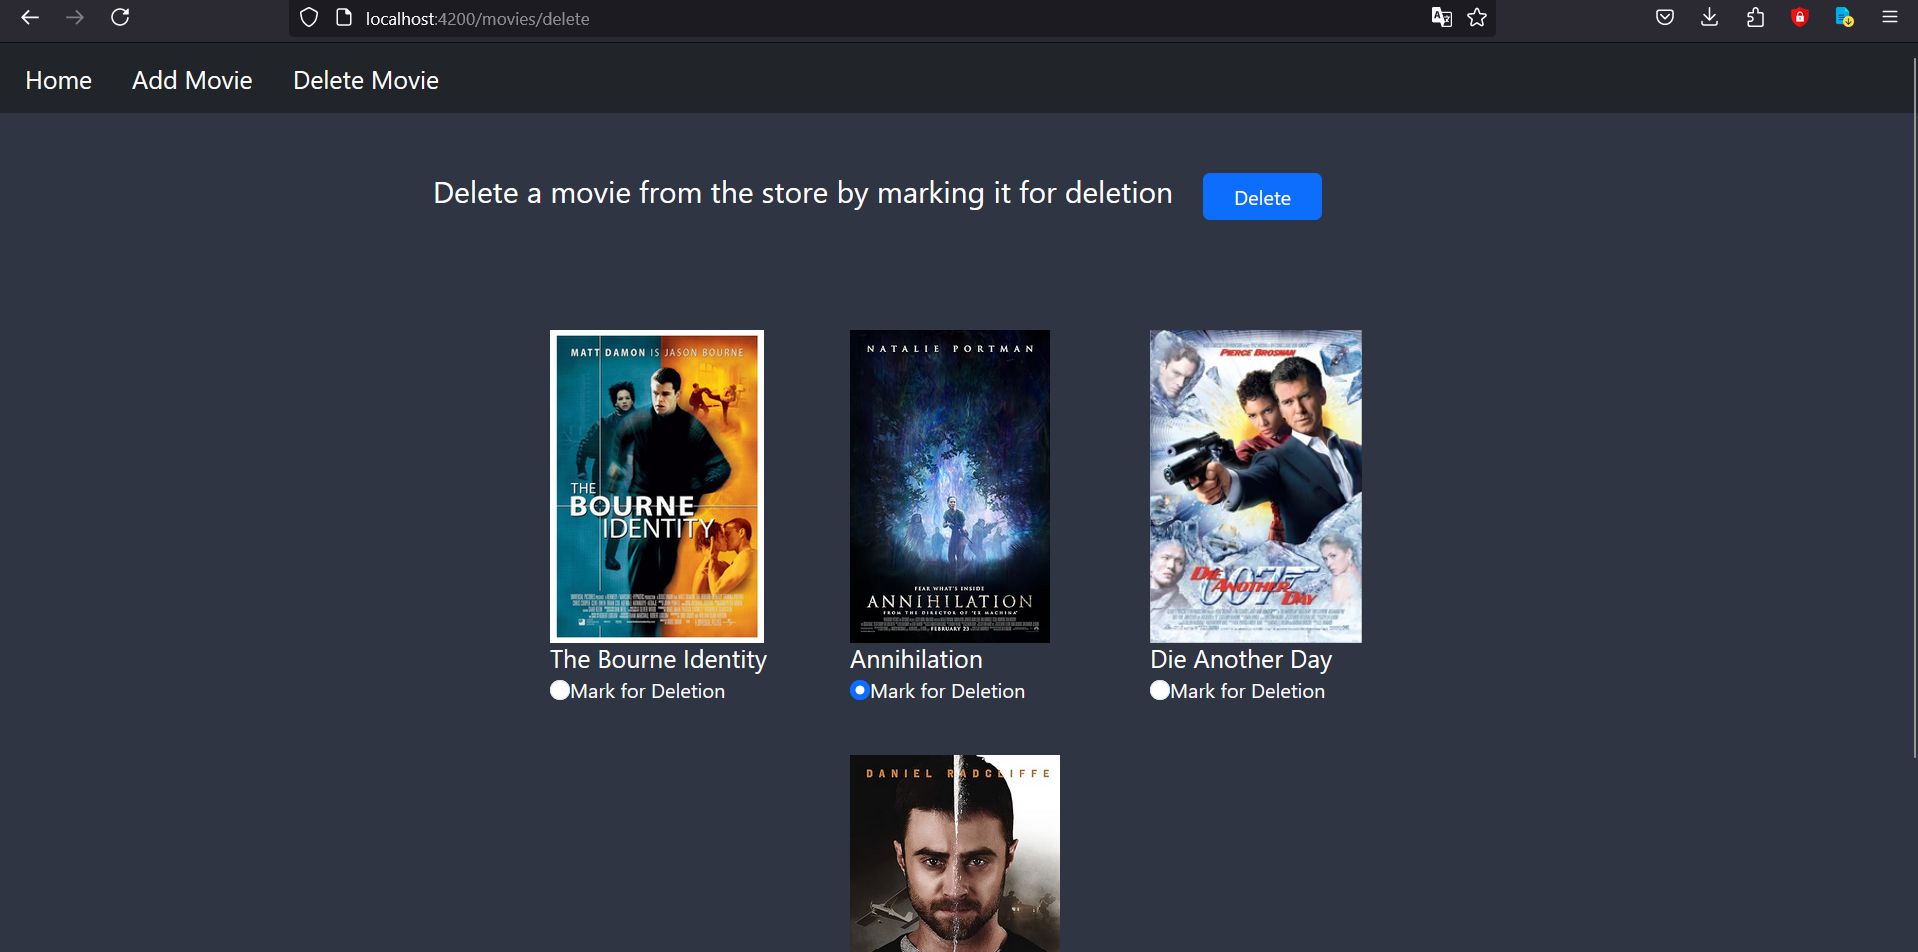 localhost:4200/movies/delete
Home Add Movie Delete Movie
Delete a movie from the store by marking it for deletion Delete
MATT DAMON IS JASON BOURNE
THE
BOURNE
IDENTITY
NATALIE PORTMAN
FEAR WHAT'S INSIDE
ANNIHILATION
FROM THE DIRECTOR OF 'EX MACHINA'
FEBRUARY 23
PIERCE BROSNAN
DIE
ANOTHER
DAY
007
The Bourne Identity Annihilation Die Another Day
Mark for Deletion Mark for Deletion Mark for Deletion
DANIEL RADCLIFFE